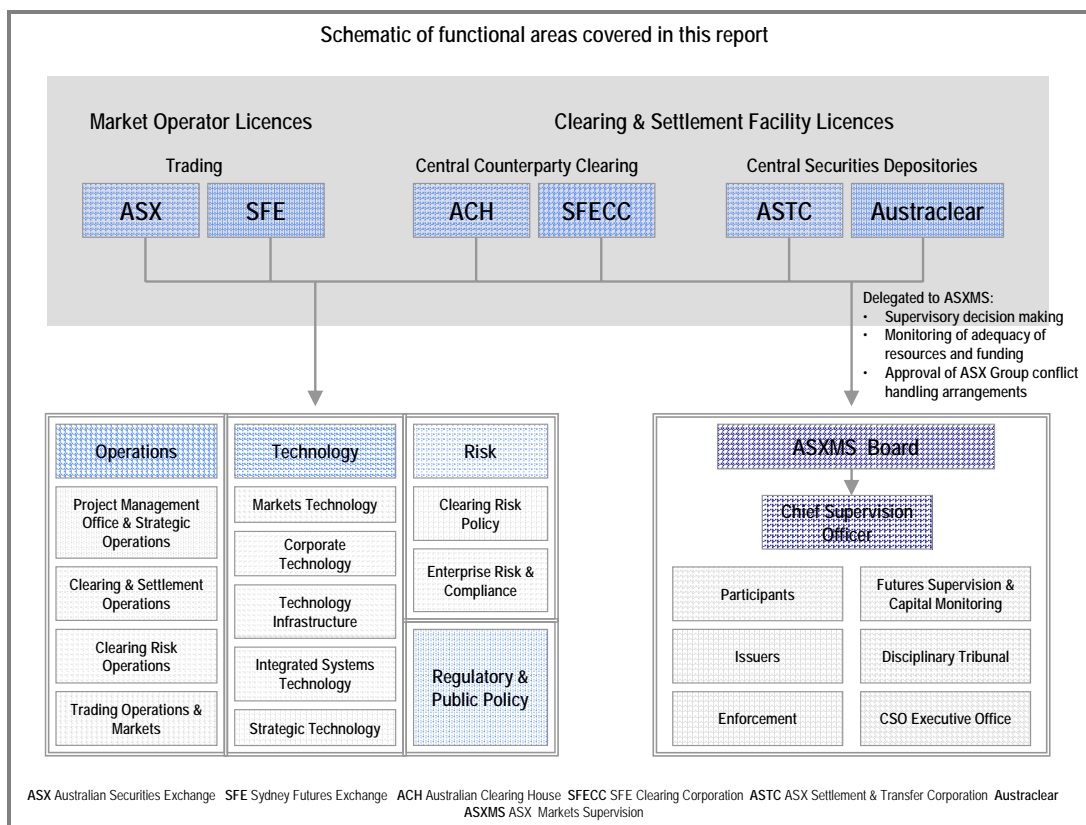 Schematic of functional areas covered in this report
Market Operator Licences
Clearing & Settlement Facility Licences
Trading
Central Counterparty Clearing
Central Securities Depositories
ASX
SFE
ACH
SFECC
ASTC
Austraclear
Delegated to ASXMS:
• Supervisory decision making
• Monitoring of adequacy of
resources and funding
• Approval of ASX Group conflict
handling arrangements
Operations
Project Management
Office & Strategic
Operations
Clearing & Settlement
Operations
Clearing Risk
Operations
Trading Operations &
Markets
Technology
Markets Technology
Corporate
Technology
Technology
Infrastructure
Integrated Systems
Technology
Strategic Technology
Risk
Clearing Risk
Policy
Enterprise Risk &
Compliance
Regulatory &
Public Policy
ASXMS Board
Chief Supervision
Officer
Participants
Futures Supervision &
Capital Monitoring
Issuers
Disciplinary Tribunal
Enforcement
CSO Executive Office
ASX Australian Securities Exchange SFE Sydney Futures Exchange ACH Australian Clearing House SFECC SFE Clearing Corporation ASTC ASX Settlement & Transfer Corporation Austraclear
ASXMS ASX Markets Supervision